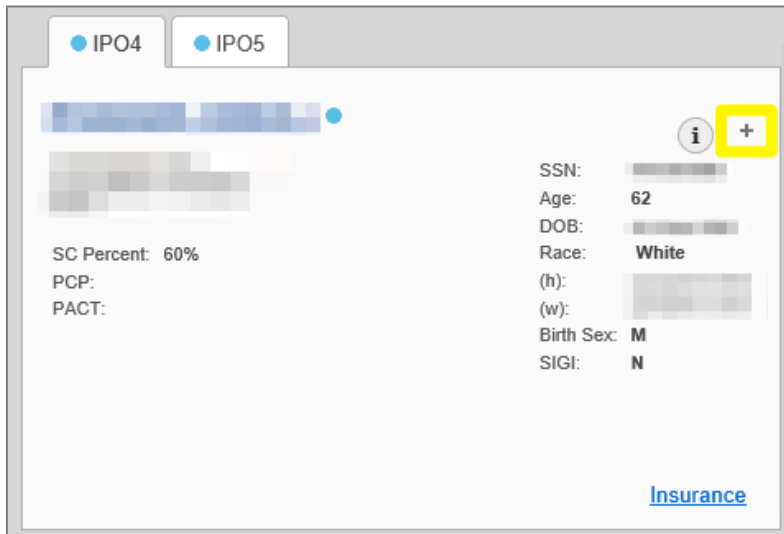 IPO4
IPO5
i
+
SSN:
Age: 62
DOB:
SC Percent: 60%
Race: White
PCP:
(h):
PACT:
(w):
Birth Sex: M
SIGI: N
Insurance